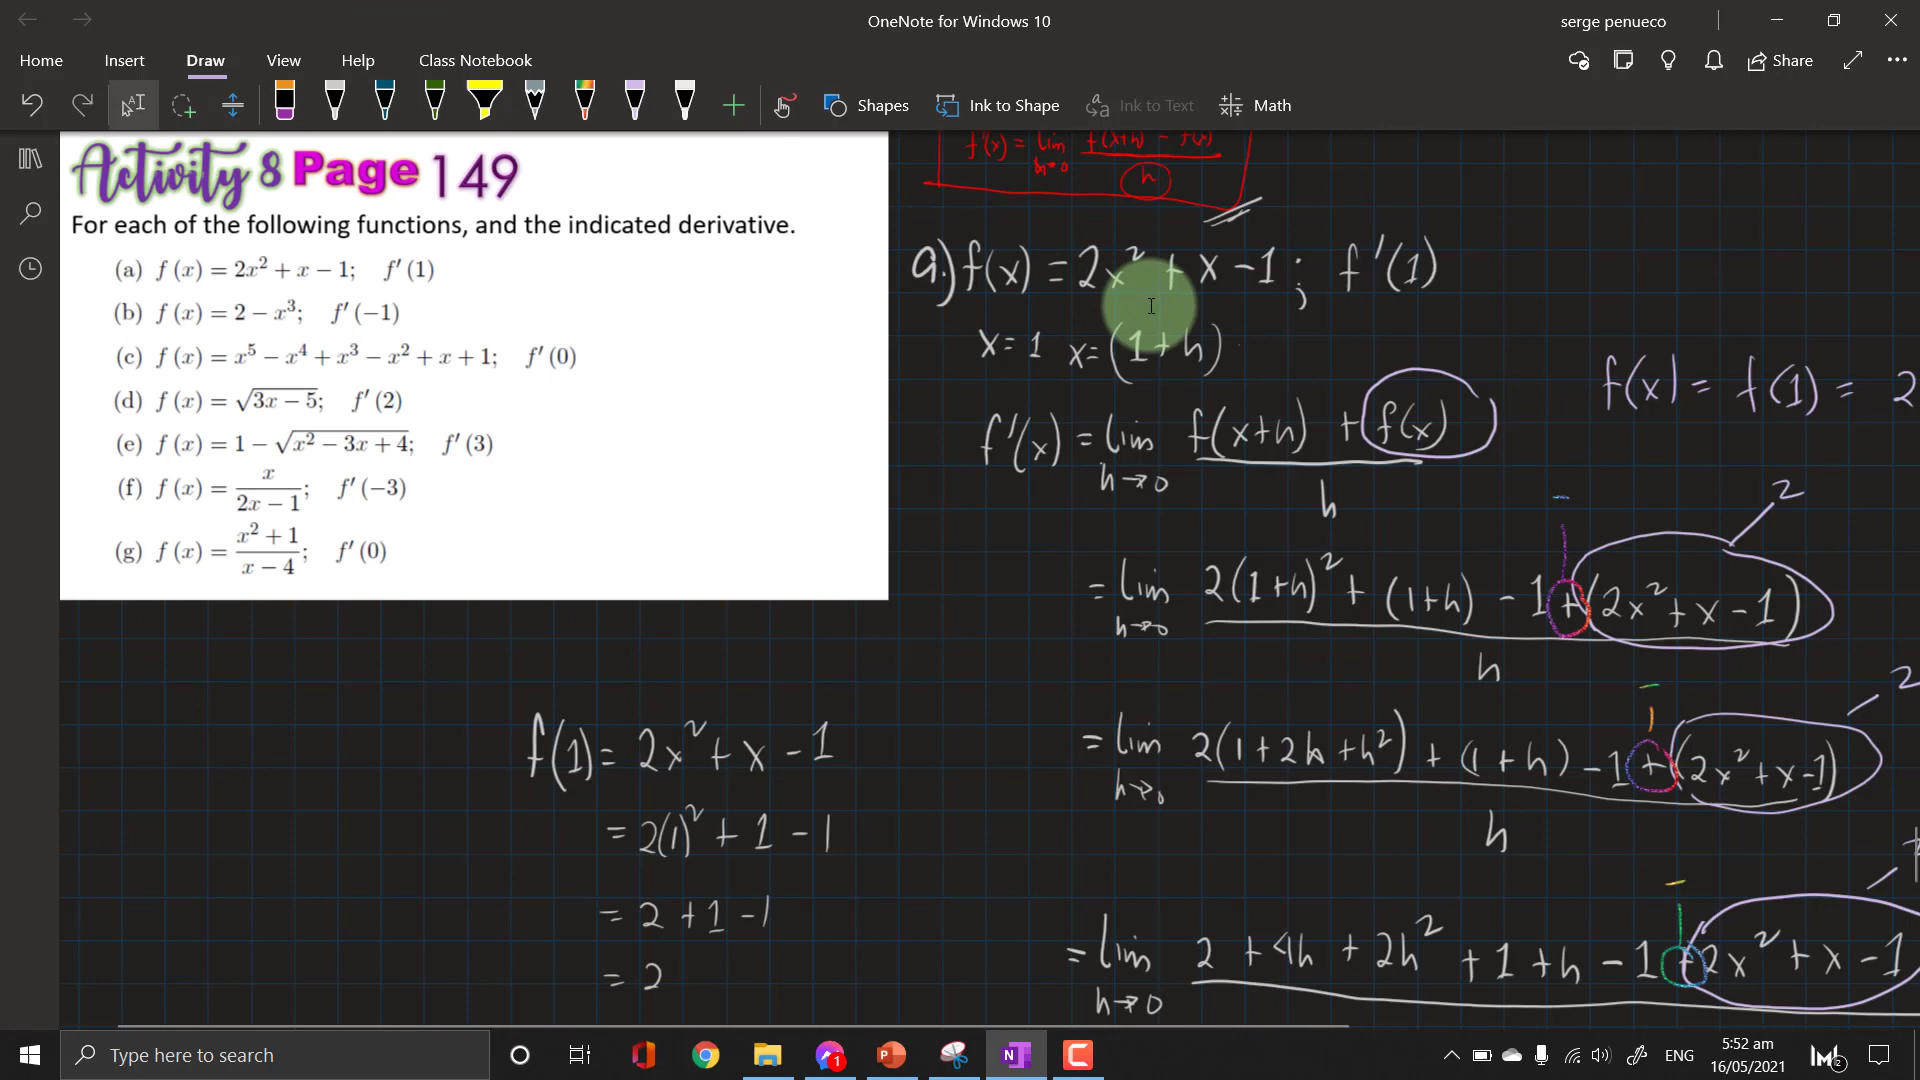 OneNote for Windows 10
serge penueco
Home Insert Draw View Help Class Notebook
Share
Shapes Ink to Shape Ink to Text Math
Activity 8 Page 149
For each of the following functions, and the indicated derivative.
(a) f (x) = 2x² + x − 1; f′ (1)
(b) f (x) = 2 − x³; f′ (−1)
(c) f (x) = x⁵ − x⁴ + x³ − x² + x + 1; f′ (0)
(d) f (x) = √(3x − 5); f′ (2)
(e) f (x) = 1 − √(x² − 3x + 4); f′ (3)
(f) f (x) = x/(2x − 1); f′ (−3)
(g) f (x) = (x² + 1)/(x − 4); f′ (0)
f(1) = 2x² + x − 1
= 2(1)² + 1 − 1
= 2 + 1 − 1
= 2
f'(x) = lim h→0 f(x+h) − f(x) / h
a.) f(x) = 2x² + x − 1 ; f'(1)
x = 1 x = (1+h)
f'(x) = lim h→0 f(x+h) + f(x) / h
f(x) = f(1) = 2
= lim h→0 2(1+h)² + (1+h) − 1 + (2x² + x − 1) / h
− 2
= lim h→0 2(1+2h+h²) + (1+h) − 1 + (2x² + x − 1) / h
− 2
= lim h→0 2 + 4h + 2h² + 1 + h − 1 + 2x² + x − 1
−
Type here to search
1
N
ENG
5:52 am
16/05/2021
2